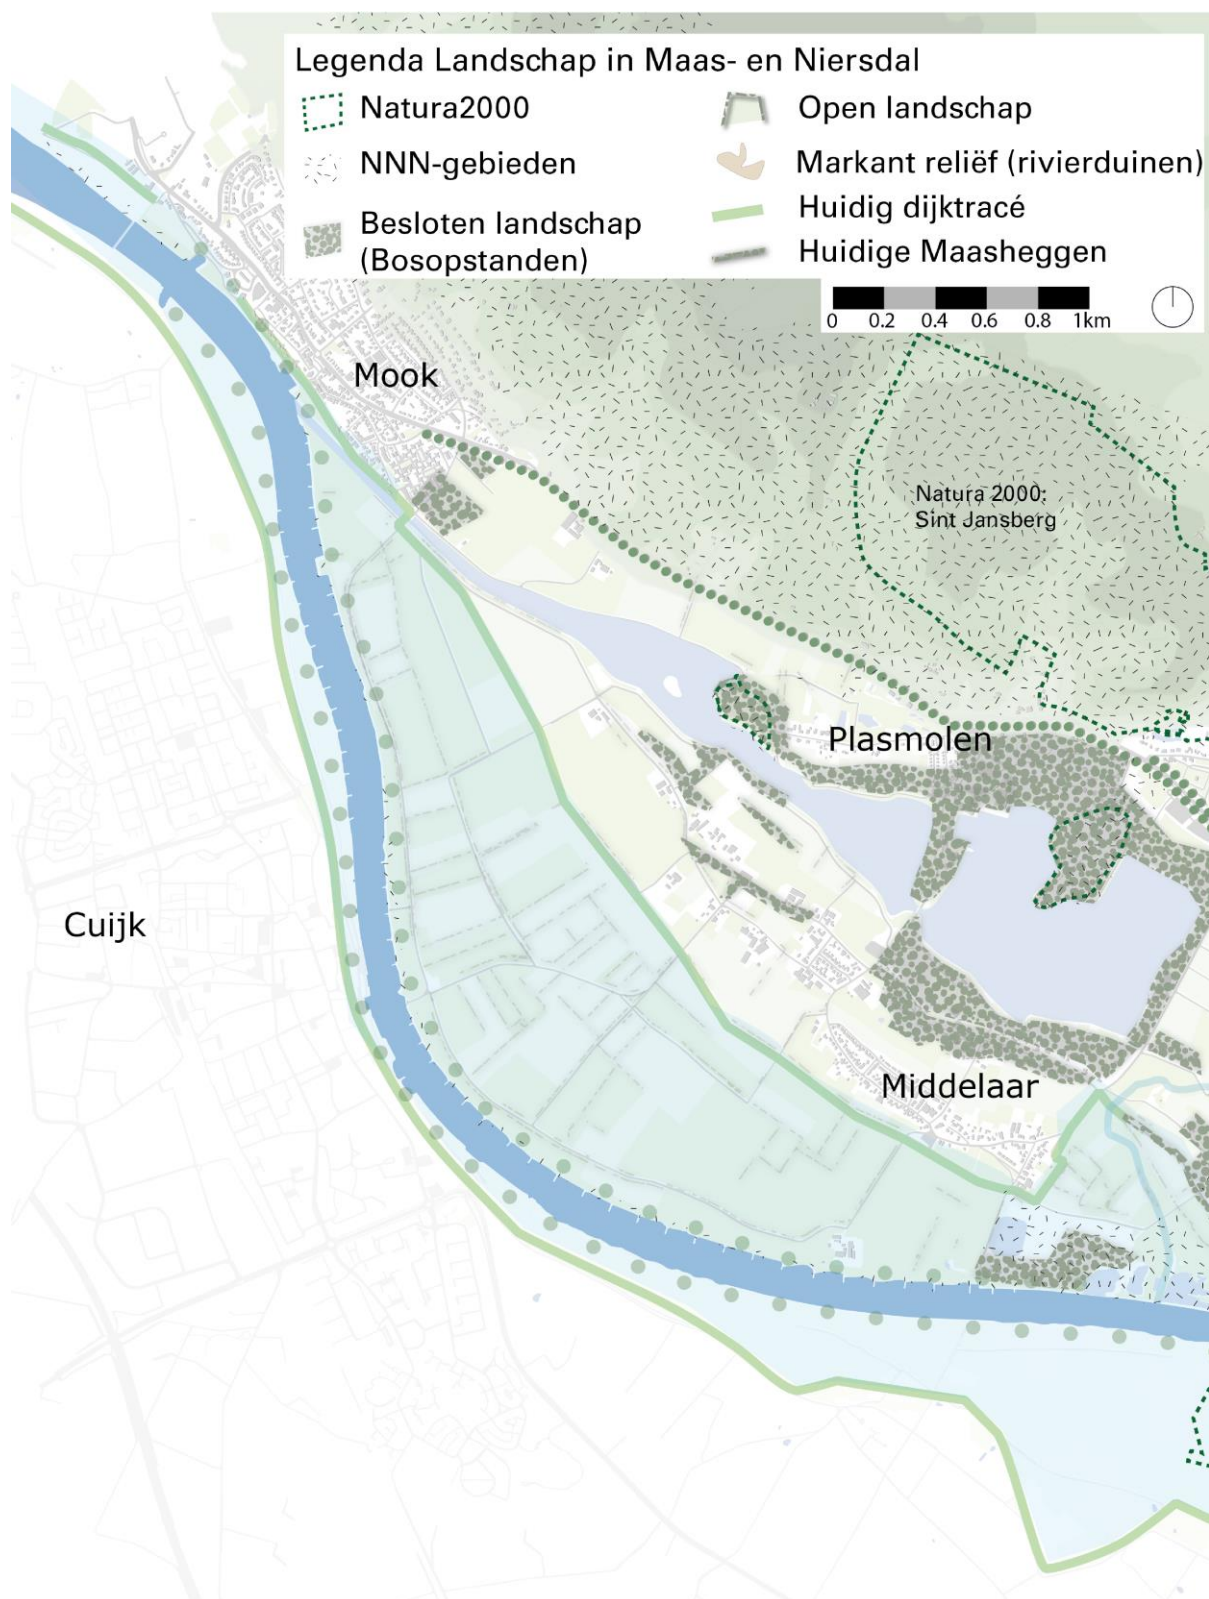 Legenda Landschap in Maas- en Niersdal
Natura2000
NNN-gebieden
Besloten landschap
(Bosopstanden)
Open landschap
Markant reliëf (rivierduinen)
Huidig dijktracé
Huidige Maasheggen
0 0.2 0.4 0.6 0.8 1km
Mook
Natura 2000:
Sint Jansberg
Plasmolen
Cuijk
Middelaar